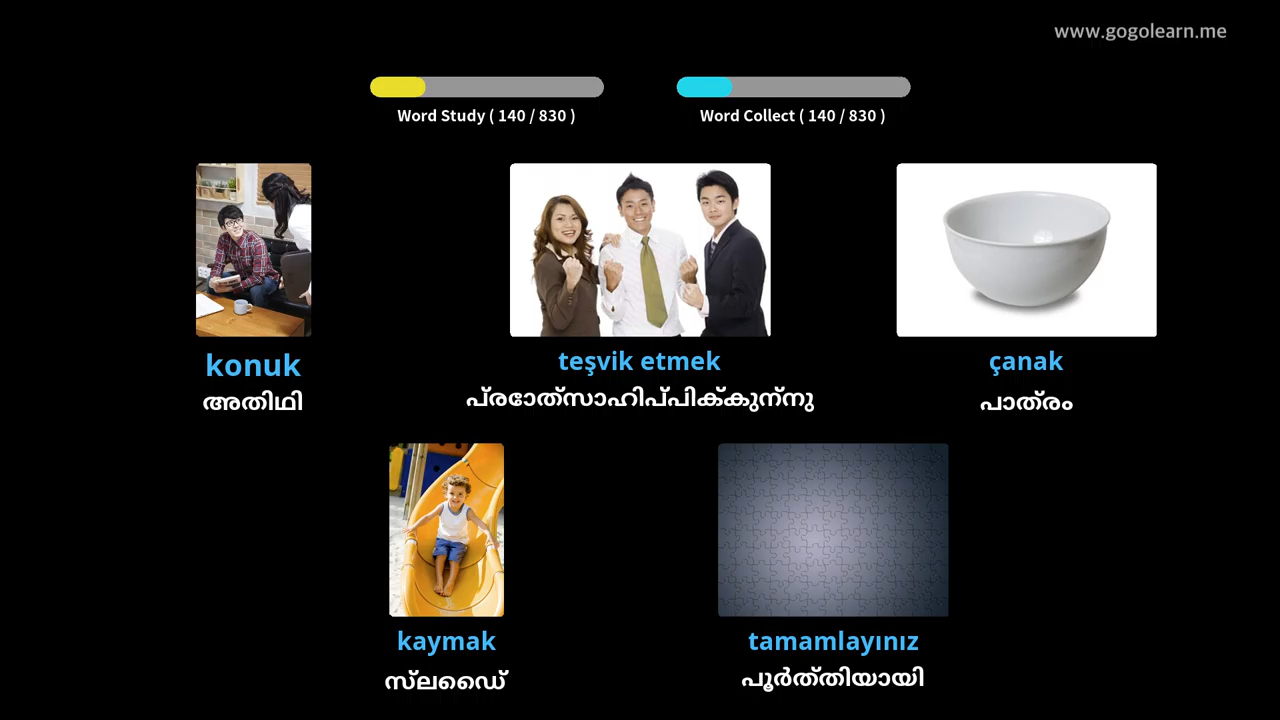 www.gogolearn.me
Word Study ( 140 / 830 )
Word Collect ( 140 / 830 )
konuk
അതിഥി
teşvik etmek
പ്രോത്സാഹിപ്പിക്കുന്നു
çanak
പാത്രം
kaymak
സ്ലൈഡ്
tamamlayınız
പൂർത്തിയായി